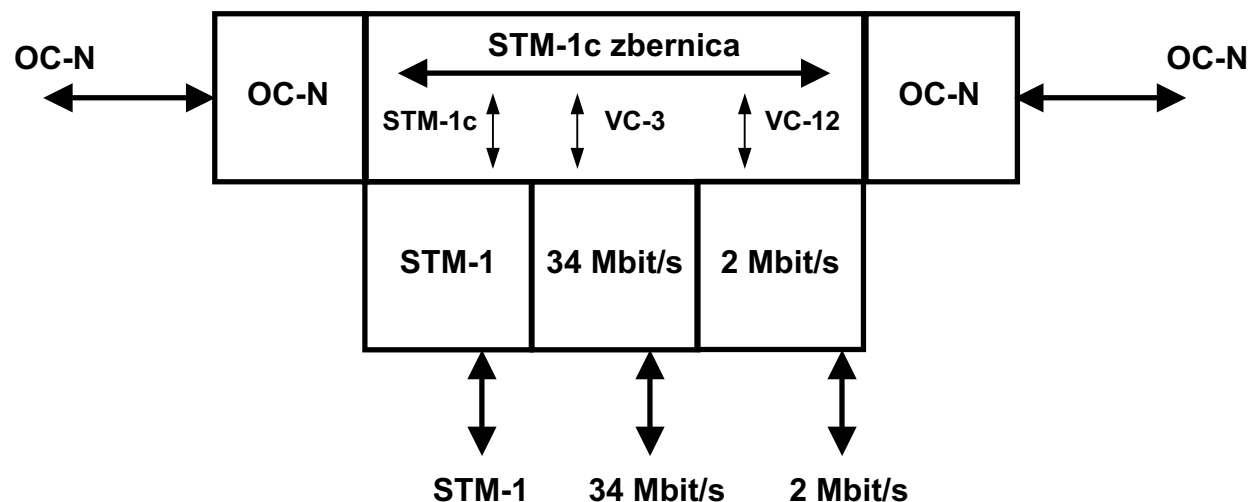 STM-1c zbernica
OC-N
OC-N
OC-N
OC-N
STM-1c
VC-3
VC-12
STM-1
34 Mbit/s
2 Mbit/s
STM-1
34 Mbit/s
2 Mbit/s